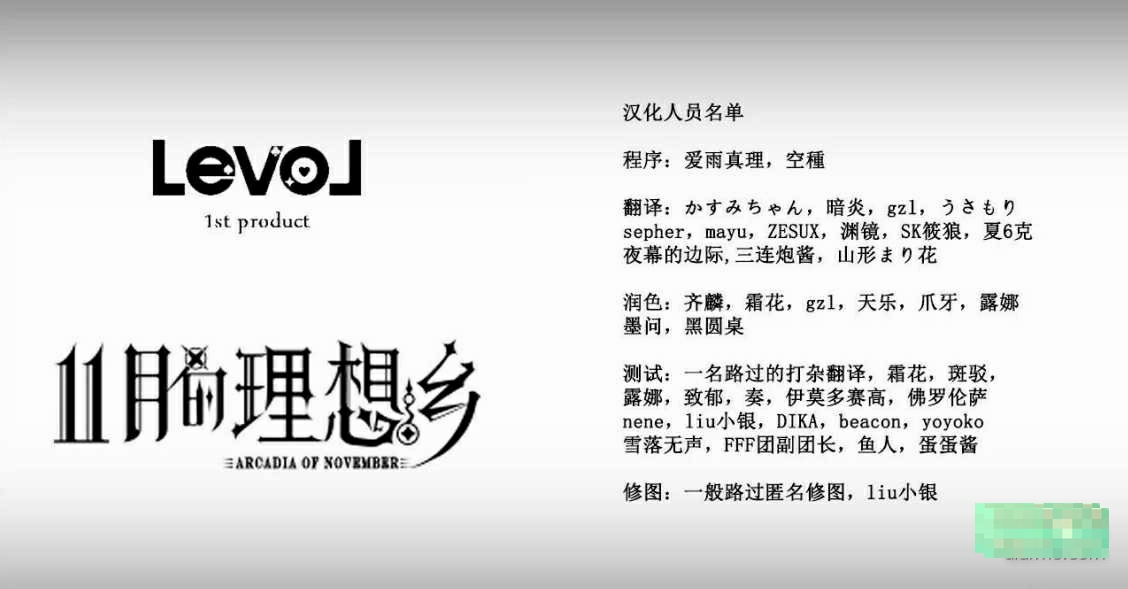 LevoL
1st product
11月的理想乡
ARCADIA OF NOVEMBER
汉化人员名单
程序：爱雨真理，空種
翻译：かすみちゃん，暗炎，gzl，うさもり
sepher，mayu，ZESUX，渊镜，SK筱狼，夏6克
夜幕的边际,三连炮酱，山形まり花
润色：齐麟，霜花，gzl，天乐，爪牙，露娜
墨问，黑圆桌
测试：一名路过的打杂翻译，霜花，斑驳，
露娜，致郁，奏，伊莫多赛高，佛罗伦萨
nene，liu小银，DIKA，beacon，yoyoko
雪落无声，FFF团副团长，鱼人，蛋蛋酱
修图：一般路过匿名修图，liu小银